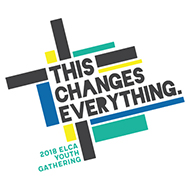 THIS
CHANGES
EVERYTHING.
2018 ELCA
YOUTH
GATHERING